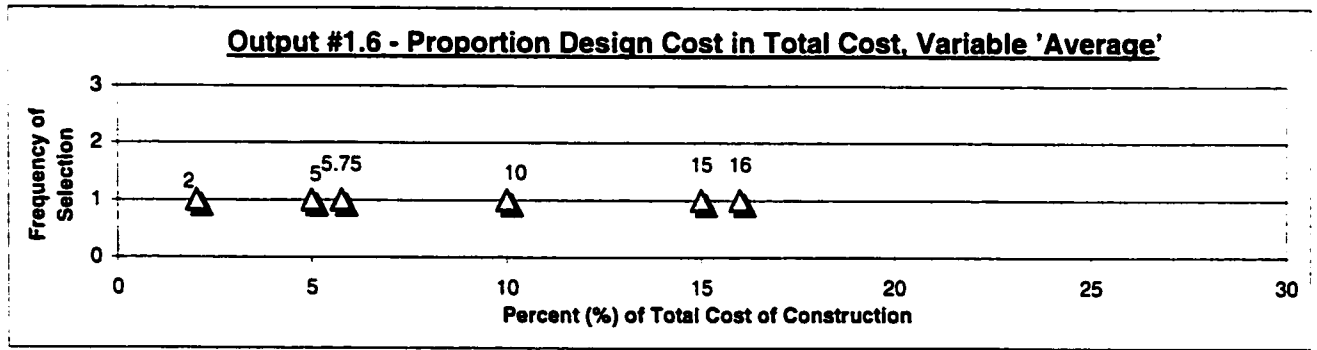 Output #1.6 - Proportion Design Cost in Total Cost, Variable 'Average'
Frequency of
Selection
3
2
1
0
2
5
5.75
10
15
16
0 5 10 15 20 25 30
Percent (%) of Total Cost of Construction